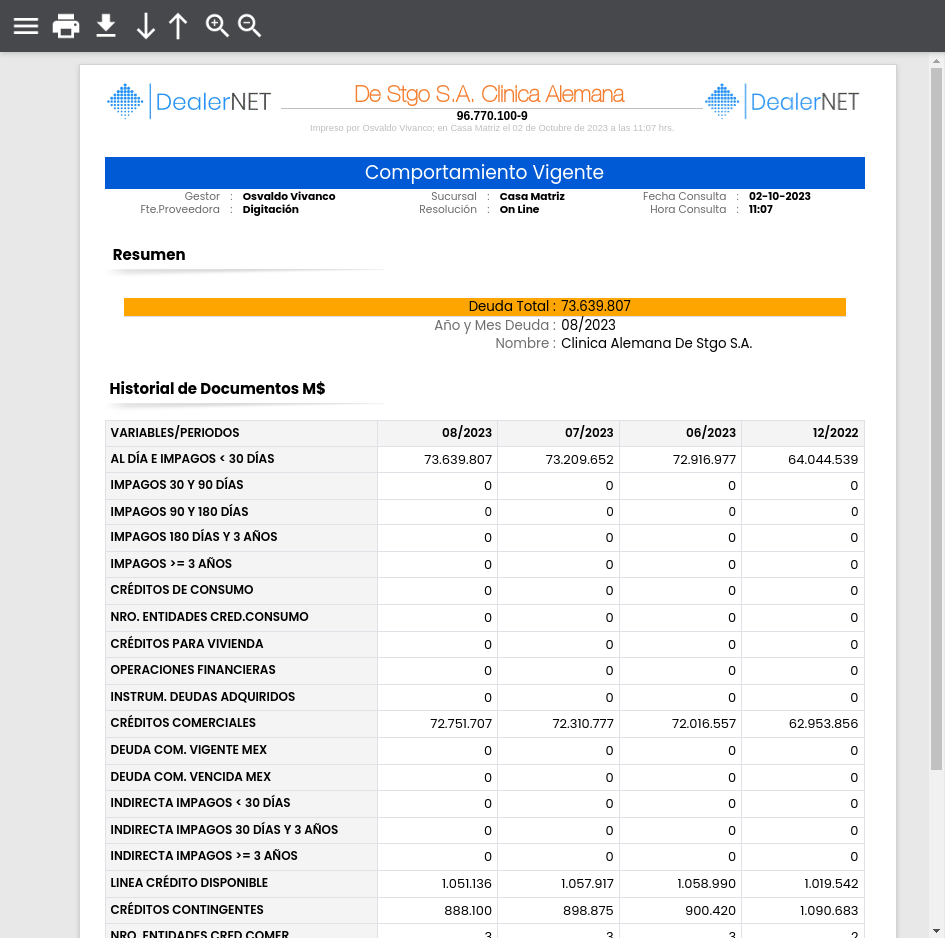 DealerNET
De Stgo S.A. Clinica Alemana
DealerNET
96.770.100-9
Impreso por Osvaldo Vivanco; en Casa Matriz el 02 de Octubre de 2023 a las 11:07 hrs.
Comportamiento Vigente
Gestor : Osvaldo Vivanco Sucursal : Casa Matriz Fecha Consulta : 02-10-2023
Fte.Proveedora : Digitación Resolución : On Line Hora Consulta : 11:07
Resumen
Deuda Total : 73.639.807
Año y Mes Deuda : 08/2023
Nombre : Clinica Alemana De Stgo S.A.
Historial de Documentos M$
VARIABLES/PERIODOS 08/2023 07/2023 06/2023 12/2022
AL DÍA E IMPAGOS < 30 DÍAS 73.639.807 73.209.652 72.916.977 64.044.539
IMPAGOS 30 Y 90 DÍAS 0 0 0 0
IMPAGOS 90 Y 180 DÍAS 0 0 0 0
IMPAGOS 180 DÍAS Y 3 AÑOS 0 0 0 0
IMPAGOS >= 3 AÑOS 0 0 0 0
CRÉDITOS DE CONSUMO 0 0 0 0
NRO. ENTIDADES CRED.CONSUMO 0 0 0 0
CRÉDITOS PARA VIVIENDA 0 0 0 0
OPERACIONES FINANCIERAS 0 0 0 0
INSTRUM. DEUDAS ADQUIRIDOS 0 0 0 0
CRÉDITOS COMERCIALES 72.751.707 72.310.777 72.016.557 62.953.856
DEUDA COM. VIGENTE MEX 0 0 0 0
DEUDA COM. VENCIDA MEX 0 0 0 0
INDIRECTA IMPAGOS < 30 DÍAS 0 0 0 0
INDIRECTA IMPAGOS 30 DÍAS Y 3 AÑOS 0 0 0 0
INDIRECTA IMPAGOS >= 3 AÑOS 0 0 0 0
LINEA CRÉDITO DISPONIBLE 1.051.136 1.057.917 1.058.990 1.019.542
CRÉDITOS CONTINGENTES 888.100 898.875 900.420 1.090.683
NRO. ENTIDADES CRED.COMER. 3 3 3 2